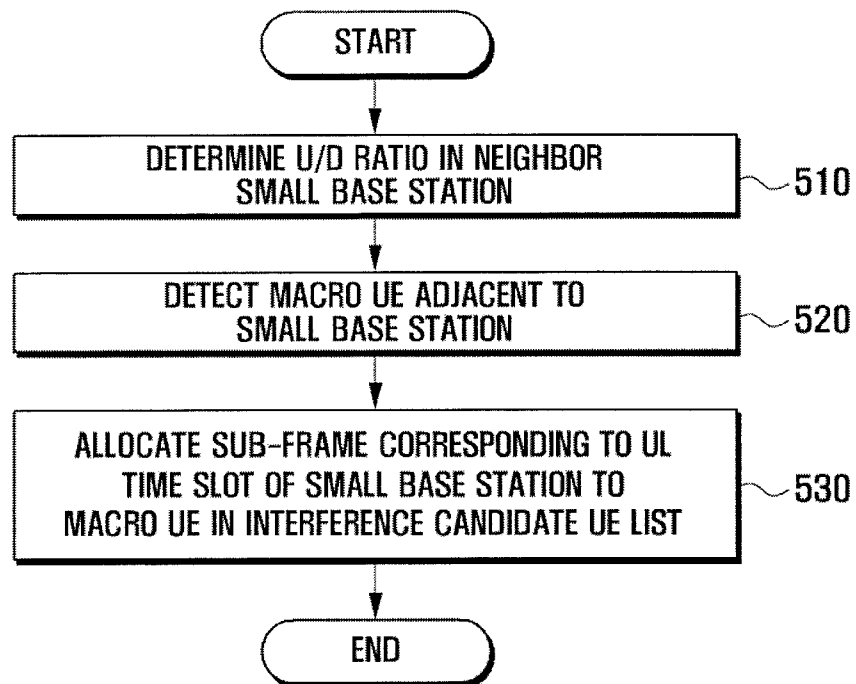 START
DETERMINE U/D RATIO IN NEIGHBOR
SMALL BASE STATION
510
DETECT MACRO UE ADJACENT TO
SMALL BASE STATION
520
ALLOCATE SUB-FRAME CORRESPONDING TO UL
TIME SLOT OF SMALL BASE STATION TO
MACRO UE IN INTERFERENCE CANDIDATE UE LIST
530
END